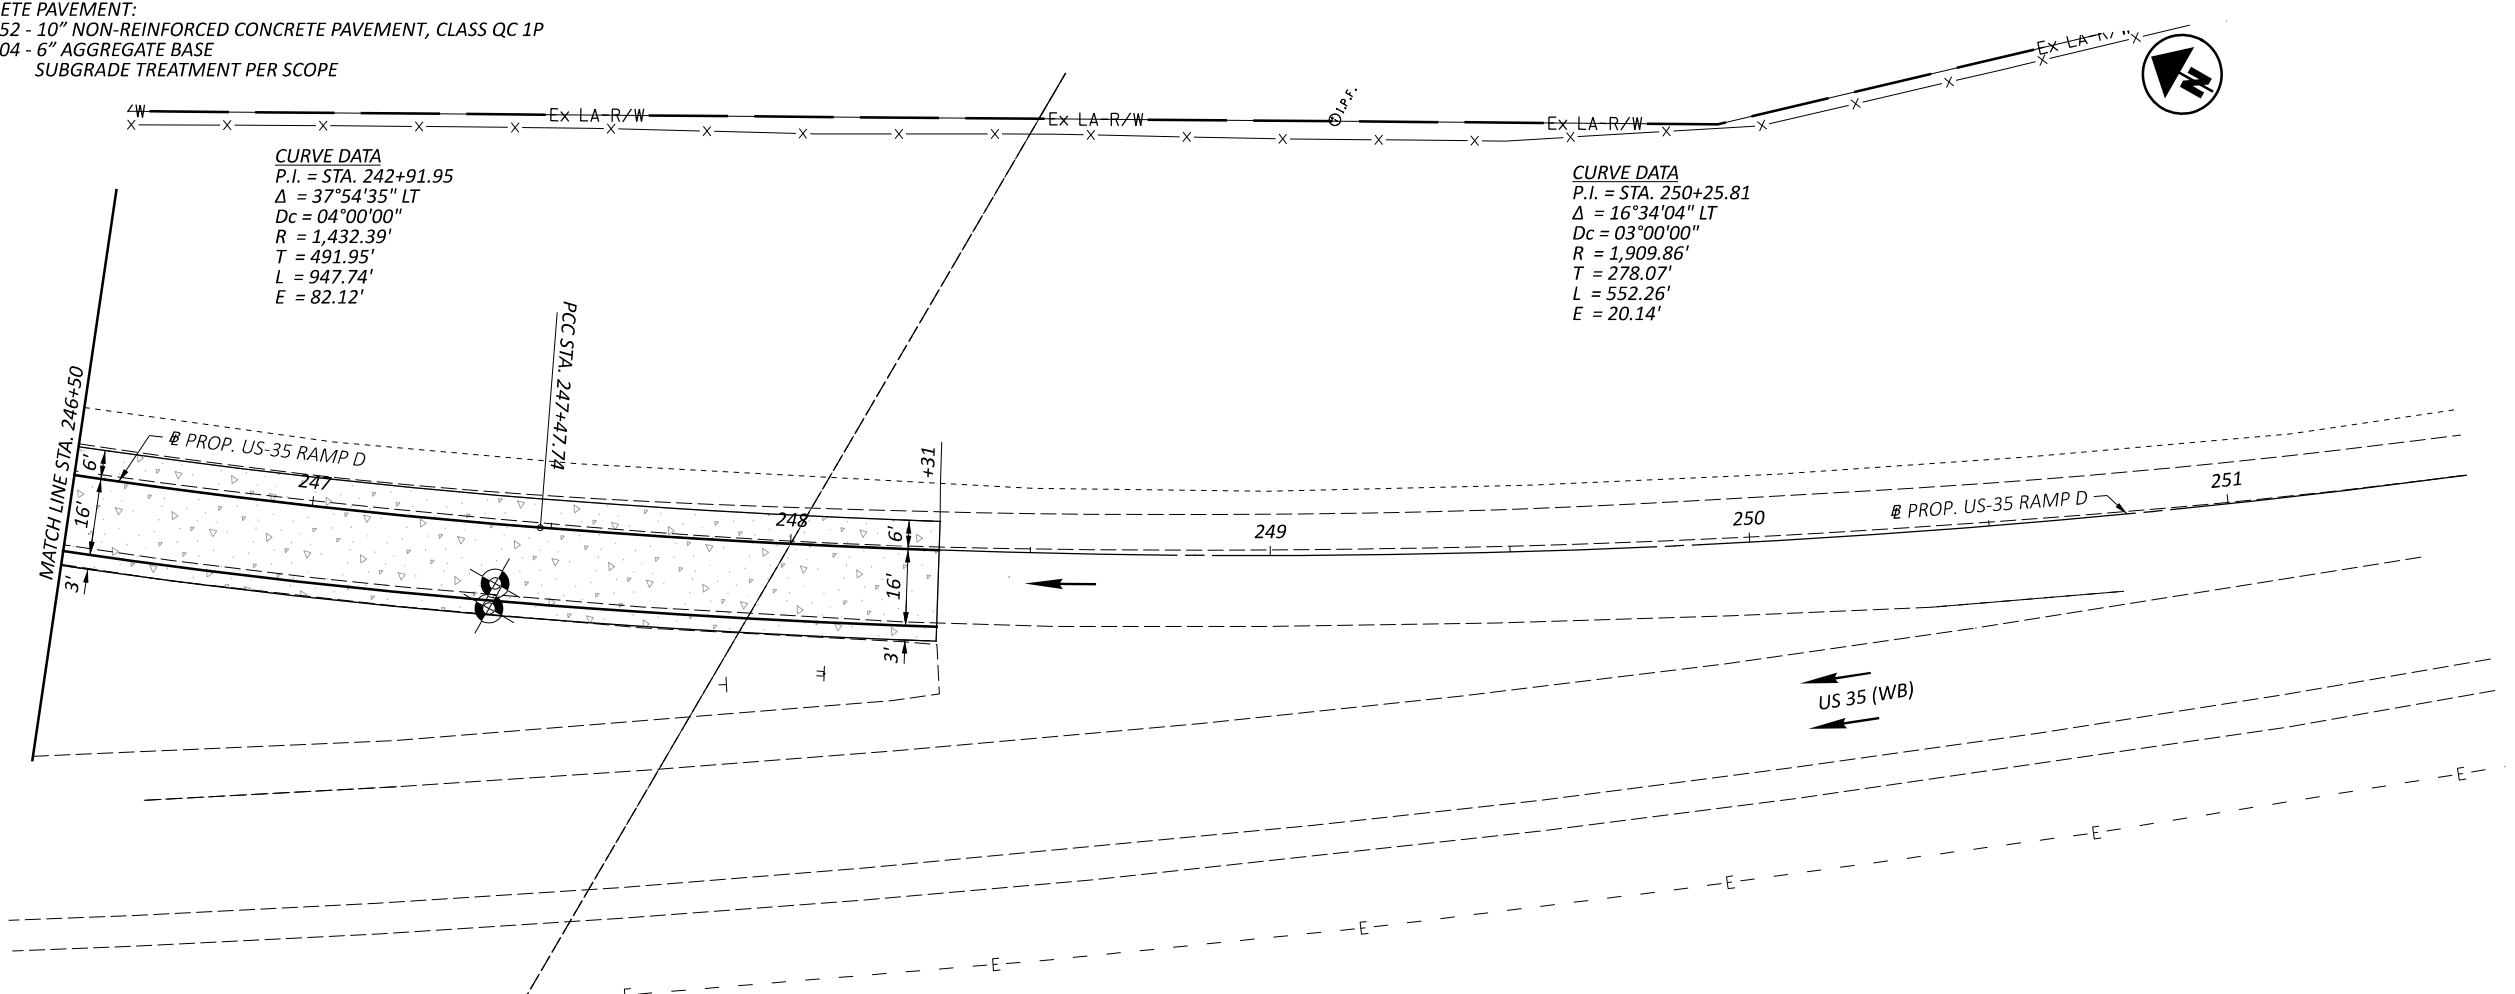 ETE PAVEMENT:
52 - 10” NON-REINFORCED CONCRETE PAVEMENT, CLASS QC 1P
04 - 6” AGGREGATE BASE
SUBGRADE TREATMENT PER SCOPE
W
Ex LA-R/W
Ex LA-R/W
Ex LA-R/W
Ex LA-R/W
I.P.F.
N
CURVE DATA
P.I. = STA. 242+91.95
Δ = 37°54'35" LT
Dc = 04°00'00"
R = 1,432.39'
T = 491.95'
L = 947.74'
E = 82.12'
CURVE DATA
P.I. = STA. 250+25.81
Δ = 16°34'04" LT
Dc = 03°00'00"
R = 1,909.86'
T = 278.07'
L = 552.26'
E = 20.14'
MATCH LINE STA. 246+50
PCC STA. 247+47.74
PROP. US-35 RAMP D
+31
6'
16'
3'
247
248
6'
16'
3'
249
250
251
PROP. US-35 RAMP D
US 35 (WB)
E
E
E
E
E